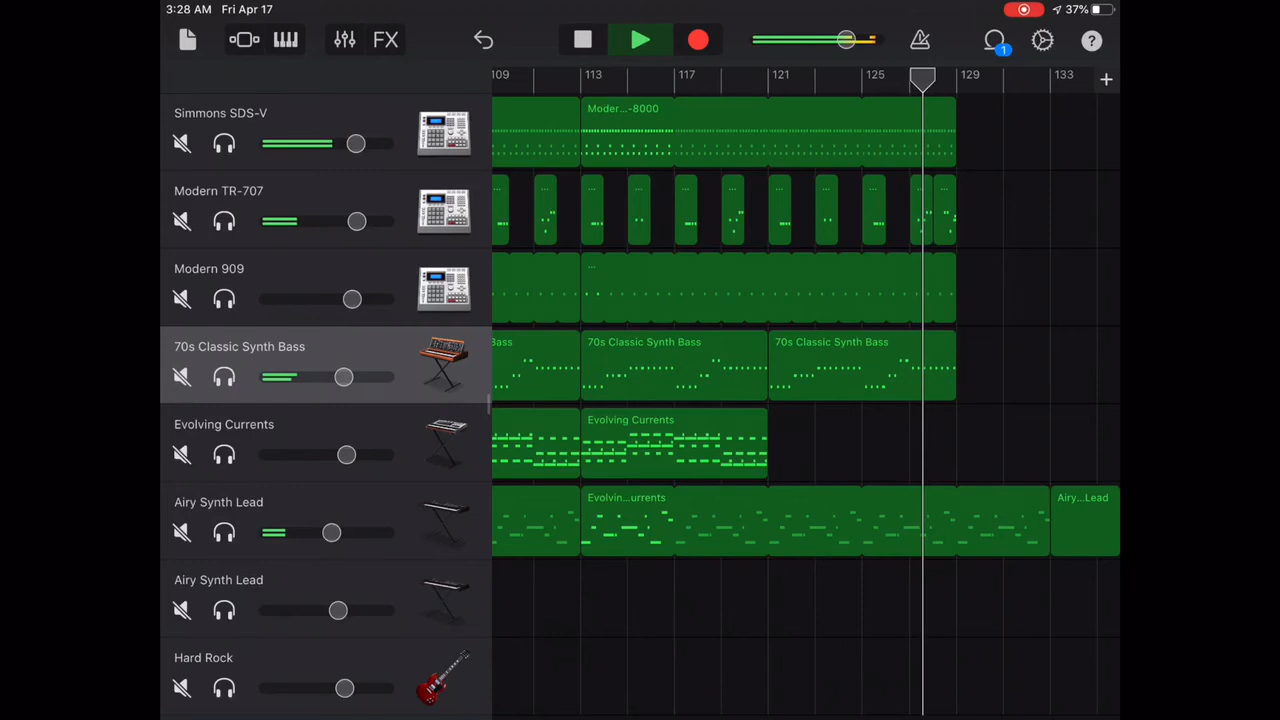 3:28 AM Fri Apr 17
37%
FX
1
?
109 113 117 121 125 129 133 +
Simmons SDS-V
Moder...-8000
Modern TR-707
... ... ... ... ... ... ... ... ... ...
Modern 909
...
70s Classic Synth Bass
Bass
70s Classic Synth Bass
70s Classic Synth Bass
Evolving Currents
Evolving Currents
Airy Synth Lead
Evolvin...urrents
Airy...Lead
Airy Synth Lead
Hard Rock